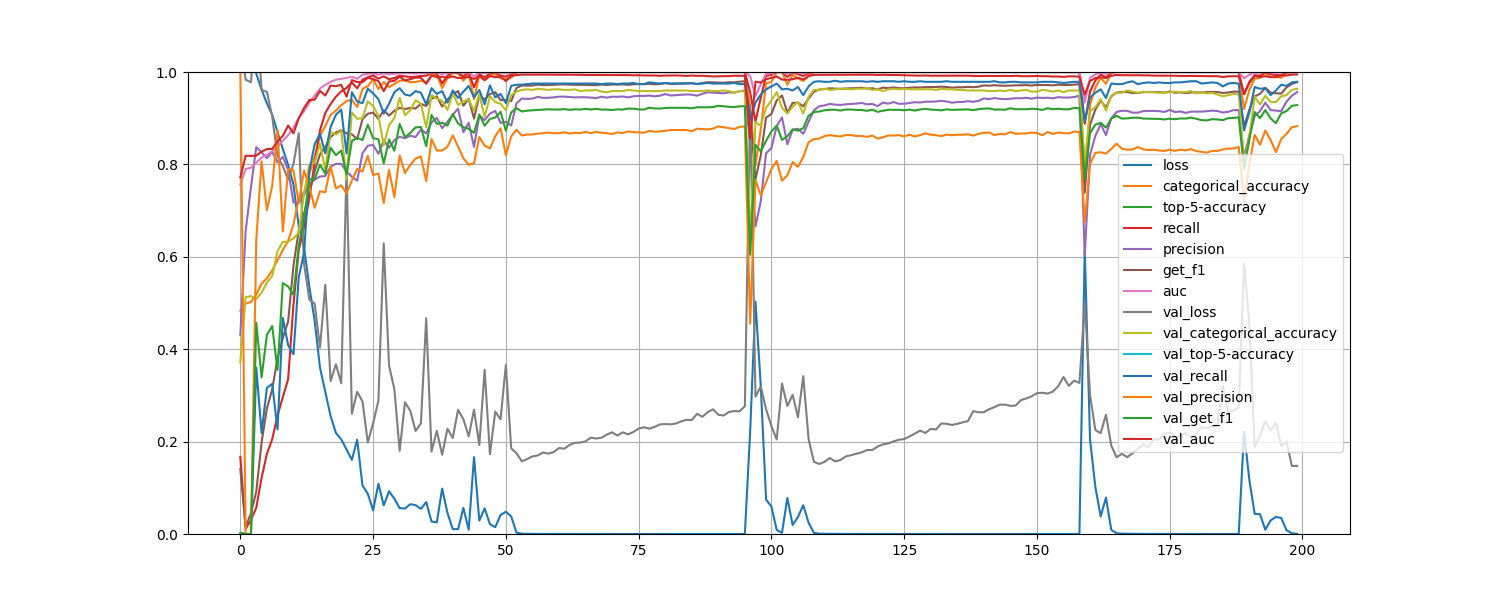 1.0
0.8
0.6
0.4
0.2
0.0
0 25 50 75 100 125 150 175 200
loss
categorical_accuracy
top-5-accuracy
recall
precision
get_f1
auc
val_loss
val_categorical_accuracy
val_top-5-accuracy
val_recall
val_precision
val_get_f1
val_auc